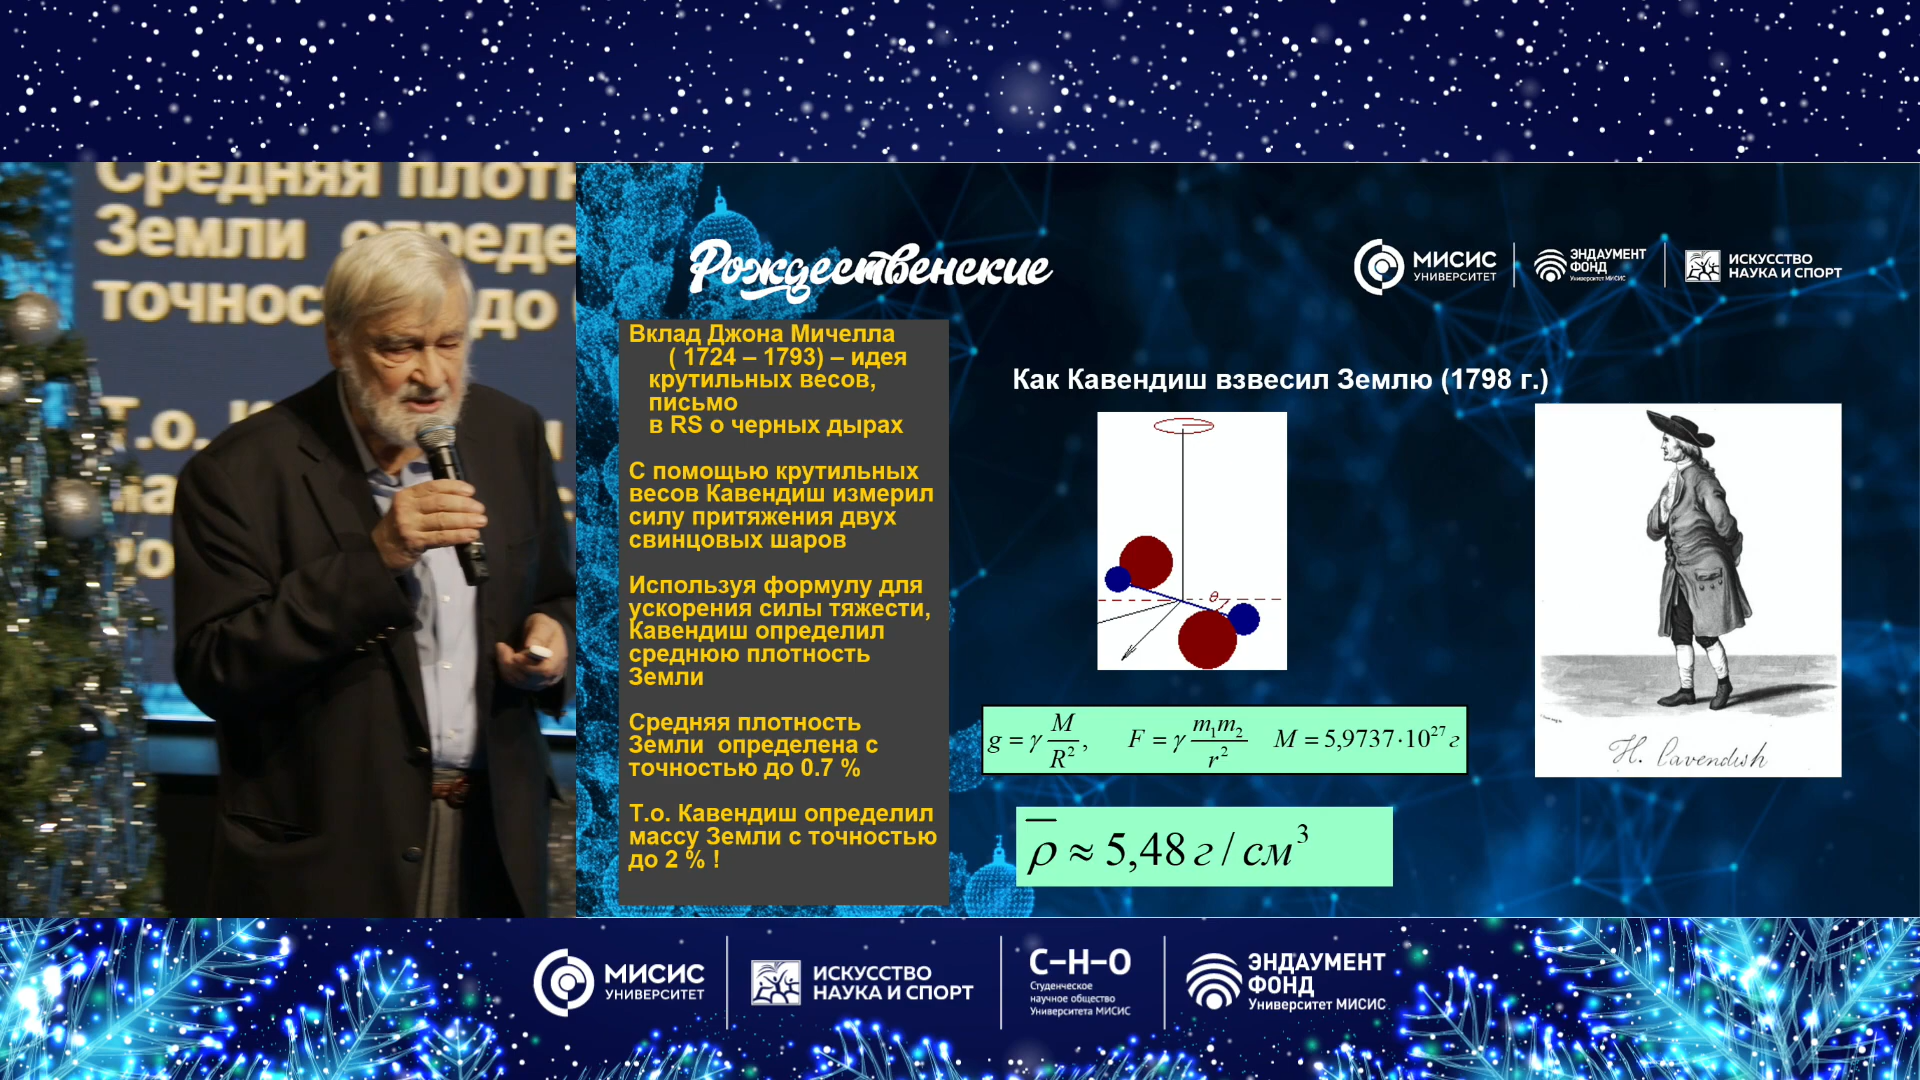 Средняя плотн
Земли опреде
точнос до
Т.о.
Рождественские
МИСИС
УНИВЕРСИТЕТ
ЭНДАУМЕНТ
ФОНД
Университет МИСИС
ИСКУССТВО
НАУКА И СПОРТ
Вклад Джона Мичелла
( 1724 – 1793) – идея
крутильных весов,
письмо
в RS о черных дырах
С помощью крутильных
весов Кавендиш измерил
силу притяжения двух
свинцовых шаров
Используя формулу для
ускорения силы тяжести,
Кавендиш определил
среднюю плотность
Земли
Средняя плотность
Земли определена с
точностью до 0.7 %
Т.о. Кавендиш определил
массу Земли с точностью
до 2 % !
Как Кавендиш взвесил Землю (1798 г.)
θ
g = γ M/R², F = γ m₁m₂/r² M = 5,9737·10²⁷ г
ρ̅ ≈ 5,48 г / см³
H. Cavendish
МИСИС
УНИВЕРСИТЕТ
ИСКУССТВО
НАУКА И СПОРТ
С–Н–О
Студенческое
научное общество
Университета МИСИС
ЭНДАУМЕНТ
ФОНД
Университет МИСИС